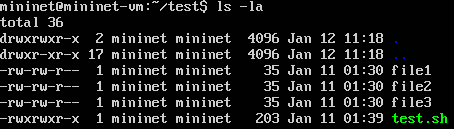 mininet@mininet-vm:~/test$ ls -la
total 36
drwxrwxr-x 2 mininet mininet 4096 Jan 12 11:18 .
drwxr-xr-x 17 mininet mininet 4096 Jan 12 11:18 ..
-rw-rw-r-- 1 mininet mininet 35 Jan 11 01:30 file1
-rw-rw-r-- 1 mininet mininet 35 Jan 11 01:30 file2
-rw-rw-r-- 1 mininet mininet 35 Jan 11 01:30 file3
-rwxrwxr-x 1 mininet mininet 203 Jan 11 01:39 test.sh